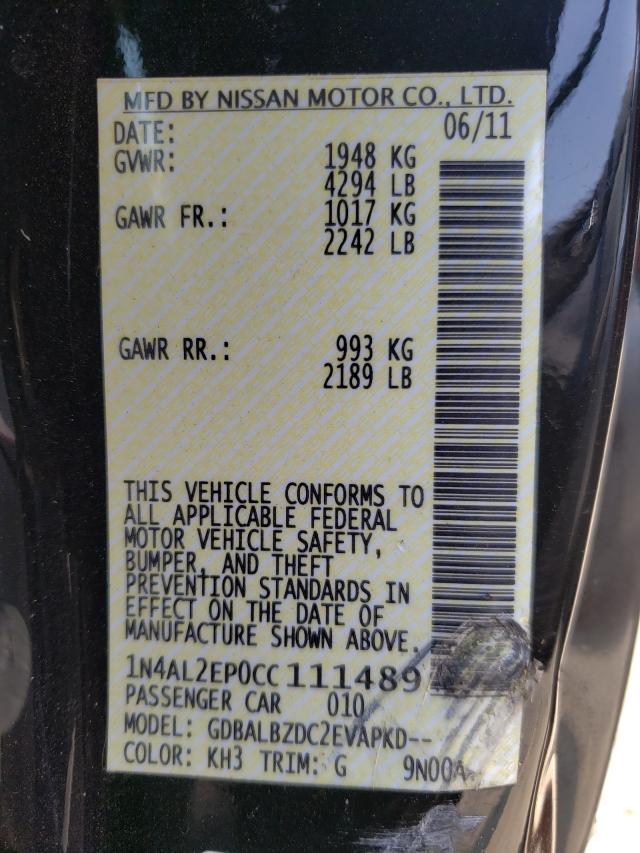 MFD BY NISSAN MOTOR CO., LTD.
DATE: 06/11
GVWR: 1948 KG
4294 LB
GAWR FR.: 1017 KG
2242 LB
GAWR RR.: 993 KG
2189 LB
THIS VEHICLE CONFORMS TO
ALL APPLICABLE FEDERAL
MOTOR VEHICLE SAFETY,
BUMPER, AND THEFT
PREVENTION STANDARDS IN
EFFECT ON THE DATE OF
MANUFACTURE SHOWN ABOVE.
1N4AL2EP0CC111489
PASSENGER CAR 010
MODEL: GDBALBZDC2EVAPKD--
COLOR: KH3 TRIM: G 9N00A